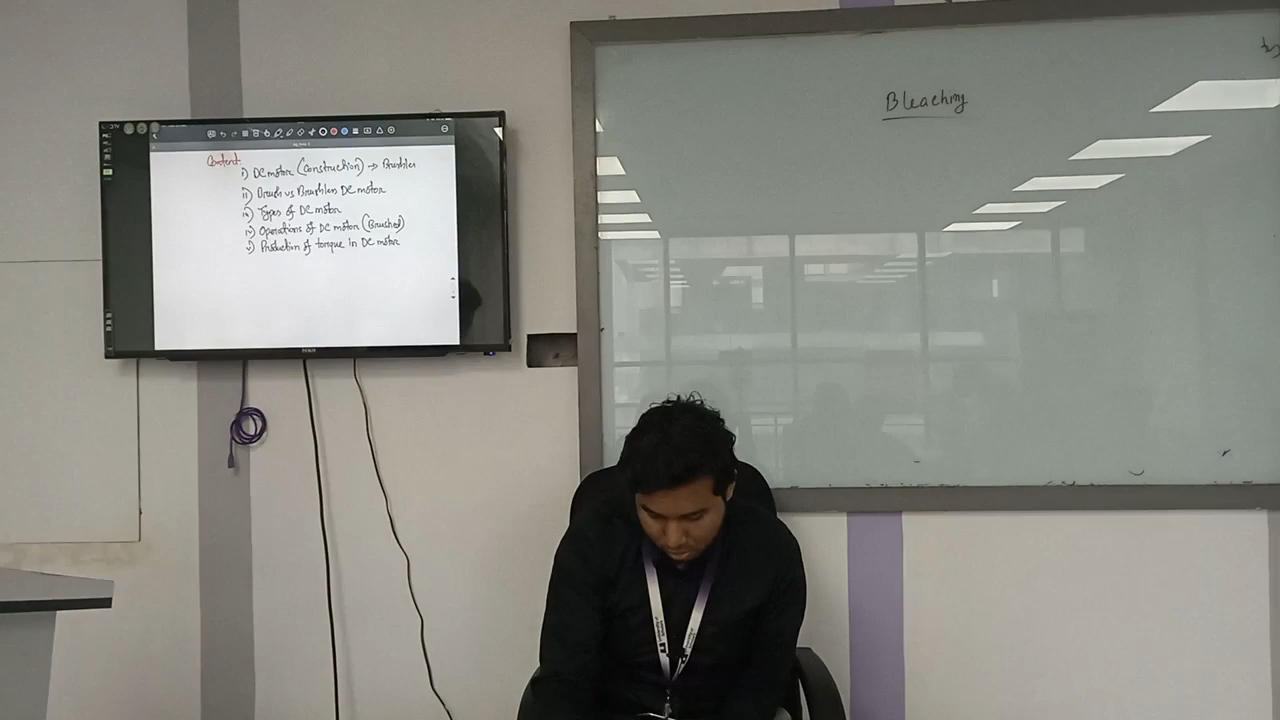 Content:
i) DC motor (Construction) → Brushless
ii) Brush vs Brushless DC motor
iii) Types of DC motor
iv) Operations of DC motor (Brushed)
v) Production of torque in DC motor
Bleaching